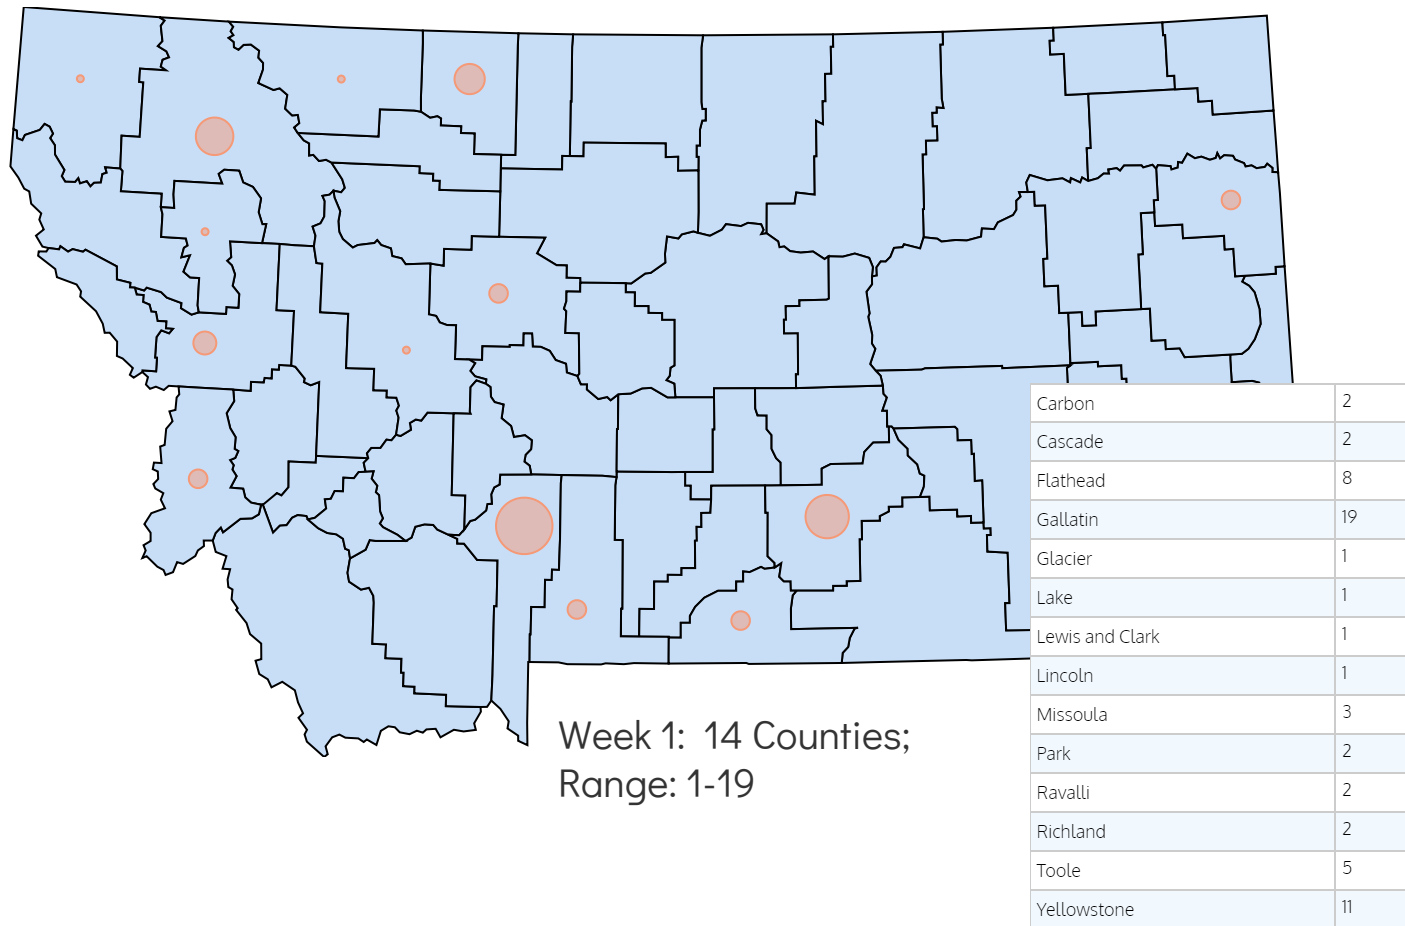 Week 1: 14 Counties;
Range: 1-19
Carbon 2
Cascade 2
Flathead 8
Gallatin 19
Glacier 1
Lake 1
Lewis and Clark 1
Lincoln 1
Missoula 3
Park 2
Ravalli 2
Richland 2
Toole 5
Yellowstone 11